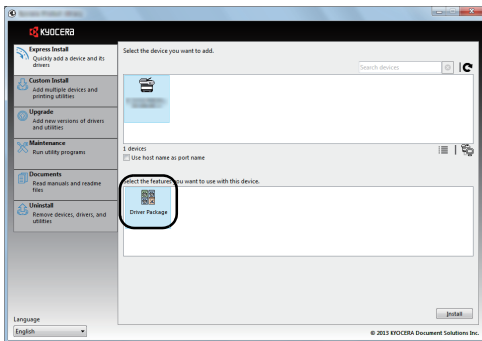 KYOCERA
Express Install
Quickly add a device and its
drivers
Custom Install
Add multiple devices and
printing utilities
Upgrade
Add new versions of drivers
and utilities
Maintenance
Run utility programs
Documents
Read manuals and readme
files
Uninstall
Remove devices, drivers, and
utilities
Language
English
Select the device you want to add.
Search devices
1 devices
Use host name as port name
Select the features you want to use with this device.
Driver Package
Install
© 2013 KYOCERA Document Solutions Inc.